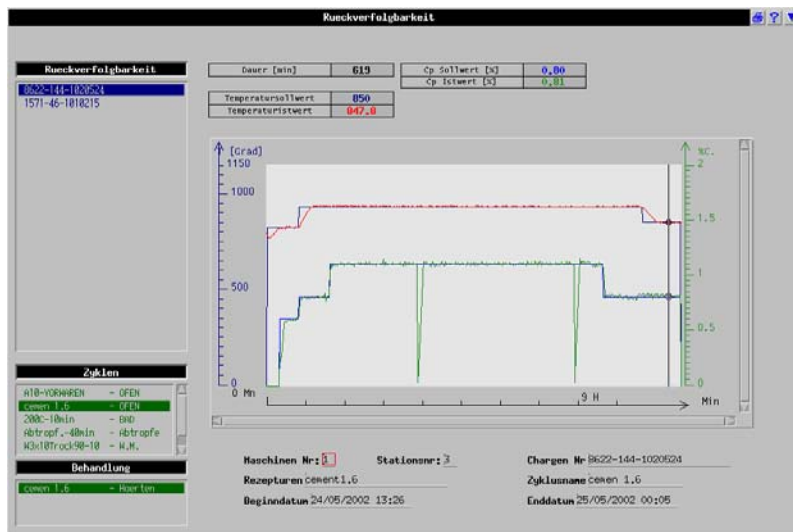 Rueckverfolgbarkeit
Rueckverfolgbarkeit
8622-144-1020524
1571-46-1010215
Dauer [min] 619
Cp Sollwert [%] 0,80
Cp Istwert [%] 0,81
Temperatursollwert 850
Temperaturistwert 847,8
[Grad]
1150
1000
500
0 Mn
%C.
2
1.5
1
0.5
0
9 H
Min
Zyklen
A10-VORWAREN - OFEN
cemen 1.6 - OFEN
200C-10min - BAD
Abtropf.-40min - Abtropfe
W3x10Trock90-10 - W.M.
Behandlung
cemen 1.6 - Haerten
Maschinen Nr: 1 Stationsnr: 3 Chargen Nr 8622-144-1020524
Rezepturen cement1.6 Zyklusname cemen 1.6
Beginndatum 24/05/2002 13:26 Enddatum 25/05/2002 00:05